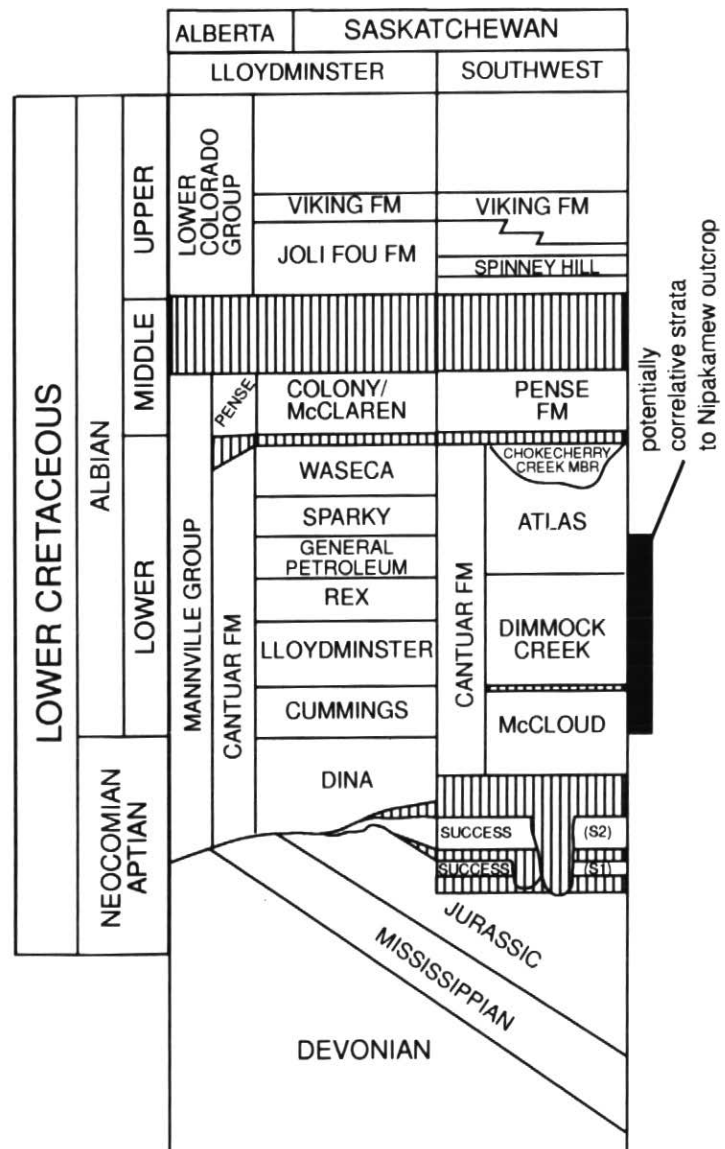 ALBERTA
SASKATCHEWAN
LLOYDMINSTER
SOUTHWEST
LOWER CRETACEOUS
ALBIAN
NEOCOMIAN
APTIAN
UPPER
MIDDLE
LOWER
LOWER
COLORADO
GROUP
MANNVILLE GROUP
PENSE
CANTUAR FM
VIKING FM
JOLI FOU FM
COLONY/
McCLAREN
WASECA
SPARKY
GENERAL
PETROLEUM
REX
LLOYDMINSTER
CUMMINGS
DINA
VIKING FM
SPINNEY HILL
PENSE
FM
CANTUAR FM
CHOKECHERRY
CREEK MBR
ATLAS
DIMMOCK
CREEK
McCLOUD
SUCCESS
(S2)
SUCCESS
(S1)
JURASSIC
MISSISSIPPIAN
DEVONIAN
potentially
correlative strata
to Nipakamew outcrop